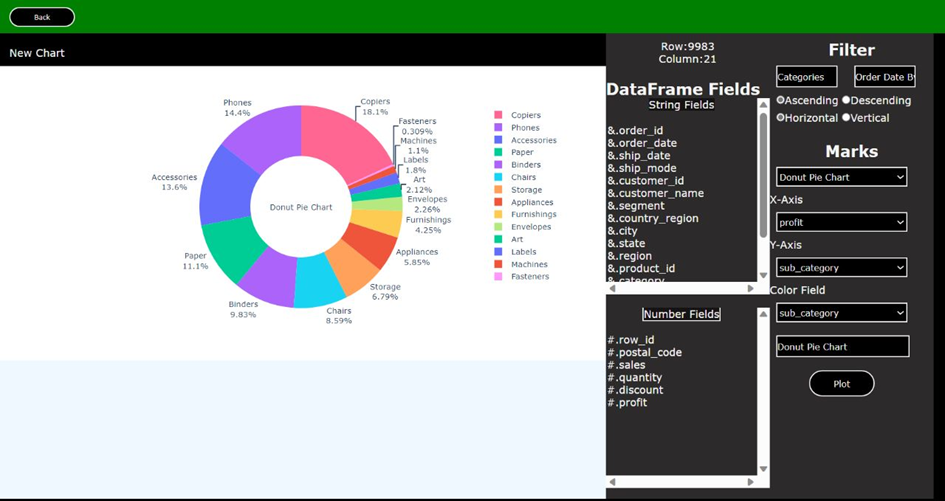 Back
New Chart
Phones
14.4%
Copiers
18.1%
Fasteners
0.309%
Machines
1.1%
Labels
1.8%
Art
2.12%
Envelopes
2.26%
Furnishings
4.25%
Appliances
5.85%
Storage
6.79%
Chairs
8.59%
Binders
9.83%
Paper
11.1%
Accessories
13.6%
Donut Pie Chart
Copiers
Phones
Accessories
Paper
Binders
Chairs
Storage
Appliances
Furnishings
Envelopes
Art
Labels
Machines
Fasteners
Row:9983
Column:21
DataFrame Fields
String Fields
&.order_id
&.order_date
&.ship_date
&.ship_mode
&.customer_id
&.customer_name
&.segment
&.country_region
&.city
&.state
&.region
&.product_id
&.category
Number Fields
#.row_id
#.postal_code
#.sales
#.quantity
#.discount
#.profit
Filter
Categories
Order Date B
Ascending
Descending
Horizontal
Vertical
Marks
Donut Pie Chart
X-Axis
profit
Y-Axis
sub_category
Color Field
sub_category
Donut Pie Chart
Plot